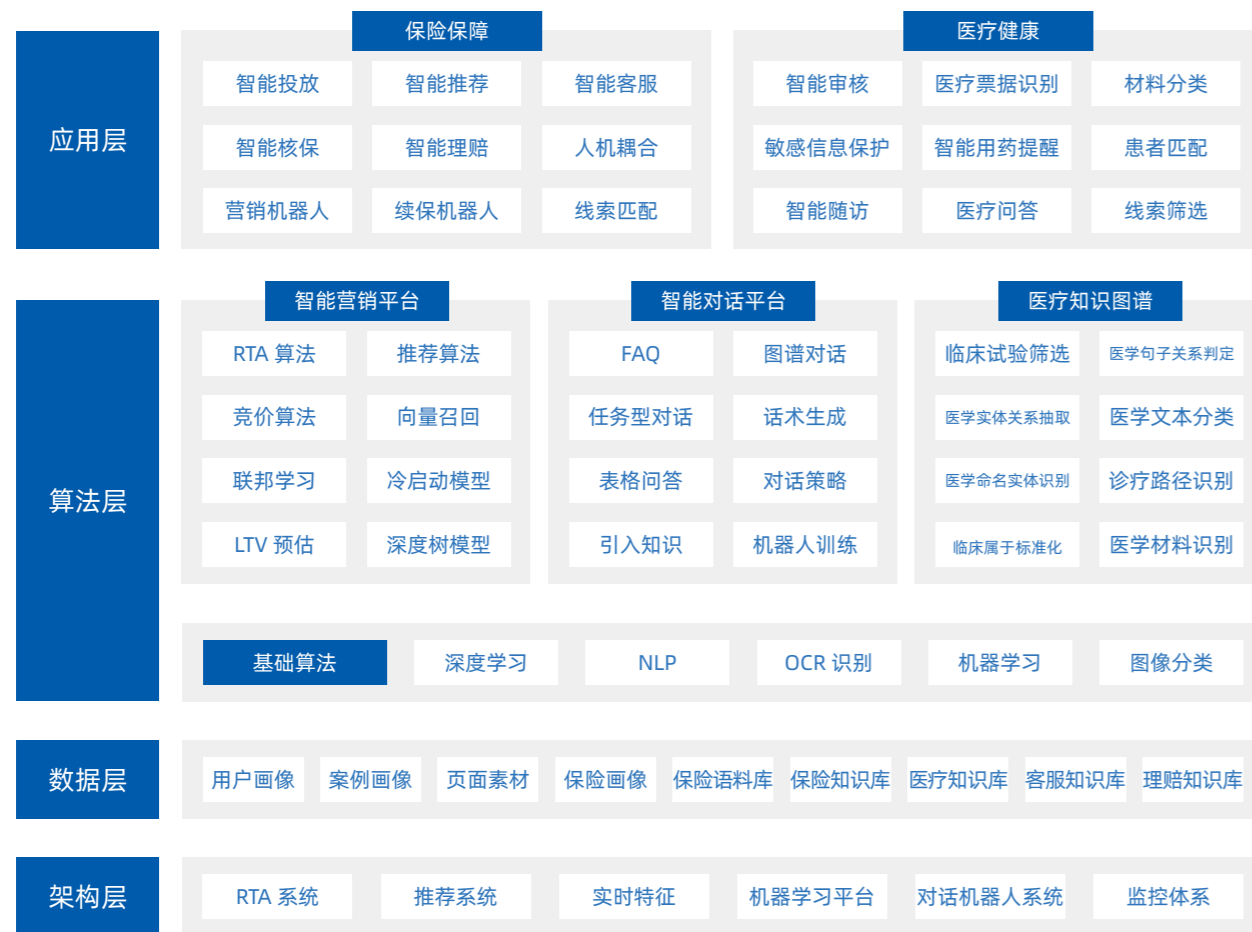 应用层
保险保障
智能投放 智能推荐 智能客服
智能核保 智能理赔 人机耦合
营销机器人 续保机器人 线索匹配
医疗健康
智能审核 医疗票据识别 材料分类
敏感信息保护 智能用药提醒 患者匹配
智能随访 医疗问答 线索筛选
算法层
智能营销平台
RTA 算法 推荐算法
竞价算法 向量召回
联邦学习 冷启动模型
LTV 预估 深度树模型
智能对话平台
FAQ 图谱对话
任务型对话 话术生成
表格问答 对话策略
引入知识 机器人训练
医疗知识图谱
临床试验筛选 医学句子关系判定
医学实体关系抽取 医学文本分类
医学命名实体识别 诊疗路径识别
临床属于标准化 医学材料识别
基础算法 深度学习 NLP OCR 识别 机器学习 图像分类
数据层
用户画像 案例画像 页面素材 保险画像 保险语料库 保险知识库 医疗知识库 客服知识库 理赔知识库
架构层
RTA 系统 推荐系统 实时特征 机器学习平台 对话机器人系统 监控体系